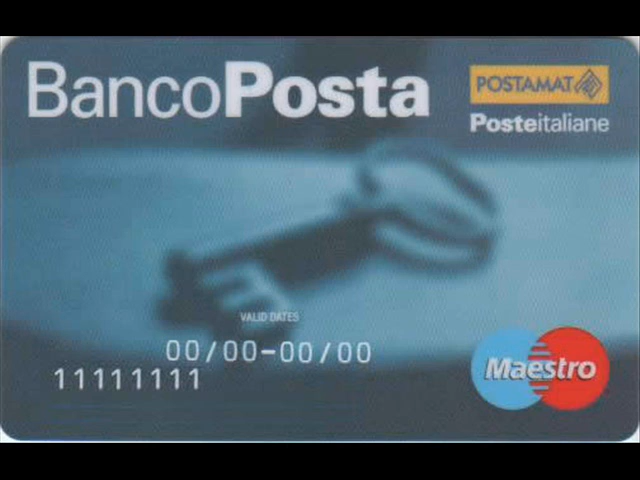 BancoPosta
POSTAMAT
Posteitaliane
VALID DATES
00/00-00/00
11111111
Maestro